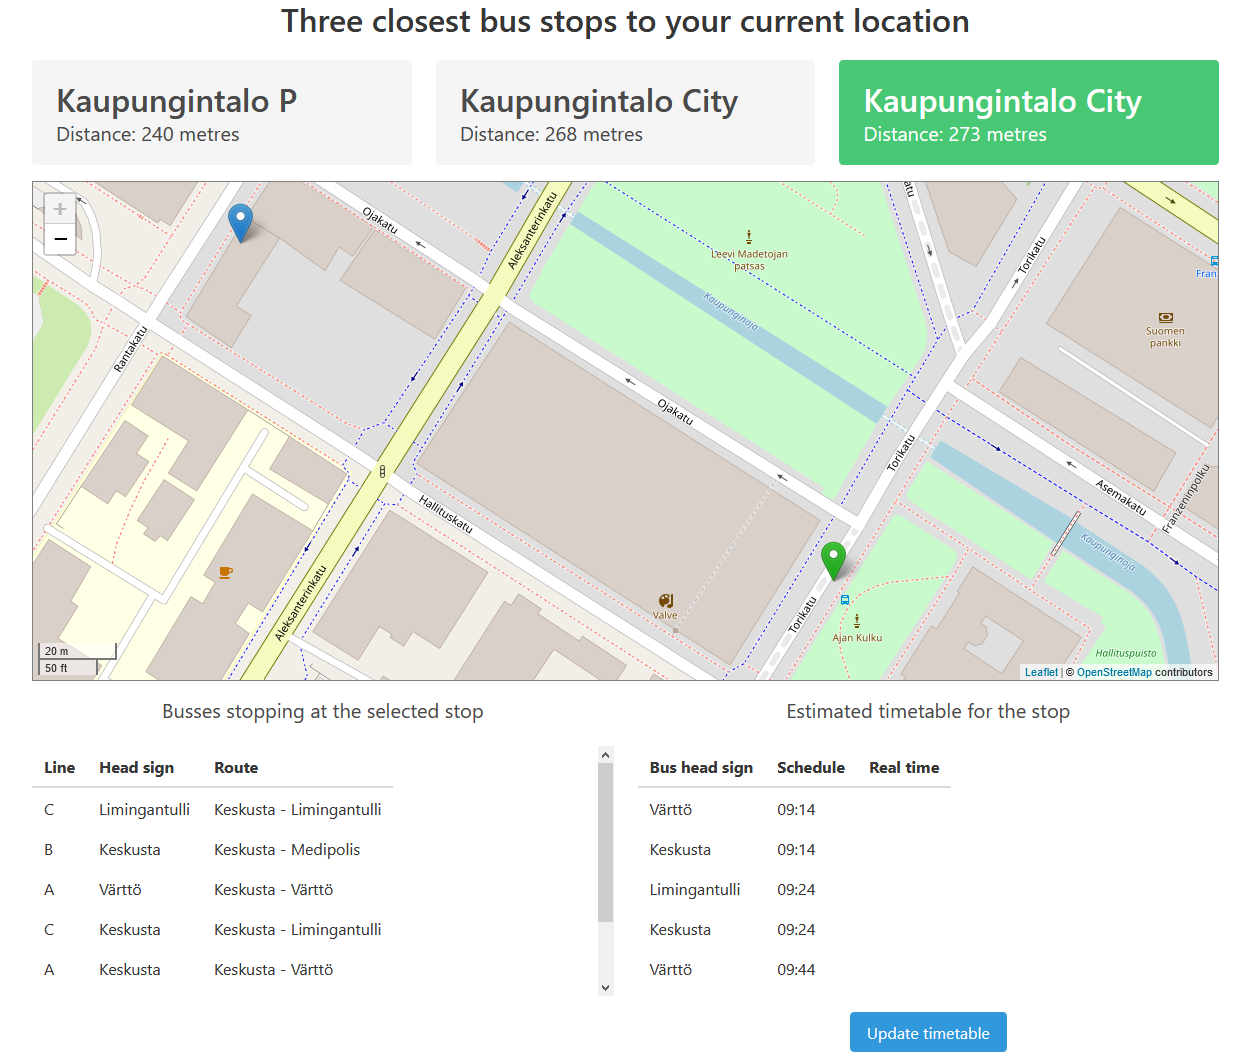 Three closest bus stops to your current location
Kaupungintalo P
Distance: 240 metres
Kaupungintalo City
Distance: 268 metres
Kaupungintalo City
Distance: 273 metres
+
−
Ojakatu
Aleksanterinkatu
katu
Torikatu
Leevi Madetojan
patsas
Fran.
Kaupunginoja
Suomen
pankki
Rantakatu
Ojakatu
Torikatu
Asemakatu
Franzeninpolku
Hallituskatu
Kaupunginoja
Aleksanterinkatu
Valve
Torikatu
Ajan Kulku
Hallituspuisto
20 m
50 ft
Leaflet | © OpenStreetMap contributors
Busses stopping at the selected stop
Line Head sign Route
C Limingantulli Keskusta - Limingantulli
B Keskusta Keskusta - Medipolis
A Värttö Keskusta - Värttö
C Keskusta Keskusta - Limingantulli
A Keskusta Keskusta - Värttö
Estimated timetable for the stop
Bus head sign Schedule Real time
Värttö 09:14
Keskusta 09:14
Limingantulli 09:24
Keskusta 09:24
Värttö 09:44
Update timetable